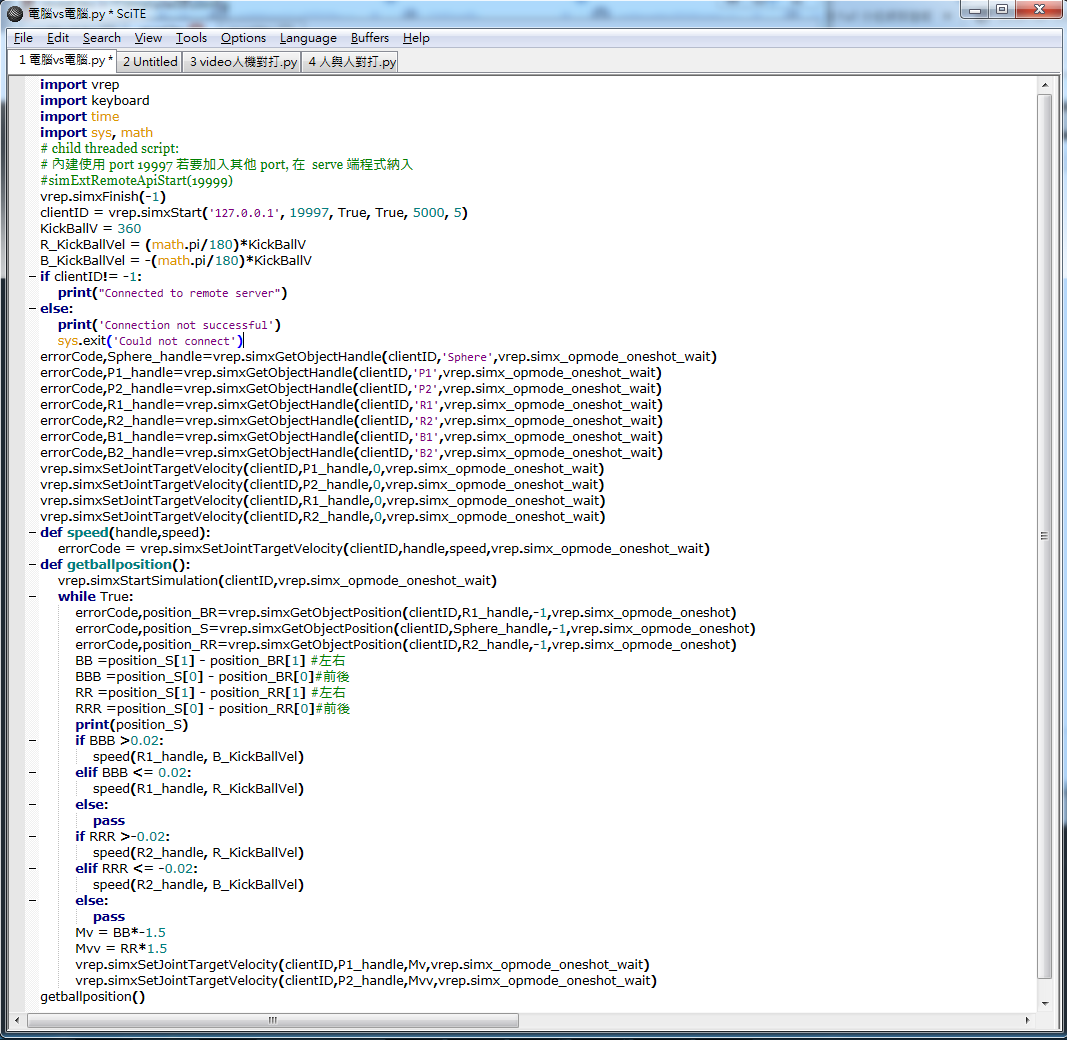 電腦vs電腦.py * SciTE
File Edit Search View Tools Options Language Buffers Help
1 電腦vs電腦.py * 2 Untitled 3 video人機對打.py 4 人與人對打.py
import vrep
import keyboard
import time
import sys, math
# child threaded script:
# 內建使用 port 19997 若要加入其他 port, 在 serve 端程式納入
#simExtRemoteApiStart(19999)
vrep.simxFinish(-1)
clientID = vrep.simxStart('127.0.0.1', 19997, True, True, 5000, 5)
KickBallV = 360
R_KickBallVel = (math.pi/180)*KickBallV
B_KickBallVel = -(math.pi/180)*KickBallV
if clientID!= -1:
    print("Connected to remote server")
else:
    print('Connection not successful')
    sys.exit('Could not connect')
errorCode,Sphere_handle=vrep.simxGetObjectHandle(clientID,'Sphere',vrep.simx_opmode_oneshot_wait)
errorCode,P1_handle=vrep.simxGetObjectHandle(clientID,'P1',vrep.simx_opmode_oneshot_wait)
errorCode,P2_handle=vrep.simxGetObjectHandle(clientID,'P2',vrep.simx_opmode_oneshot_wait)
errorCode,R1_handle=vrep.simxGetObjectHandle(clientID,'R1',vrep.simx_opmode_oneshot_wait)
errorCode,R2_handle=vrep.simxGetObjectHandle(clientID,'R2',vrep.simx_opmode_oneshot_wait)
errorCode,B1_handle=vrep.simxGetObjectHandle(clientID,'B1',vrep.simx_opmode_oneshot_wait)
errorCode,B2_handle=vrep.simxGetObjectHandle(clientID,'B2',vrep.simx_opmode_oneshot_wait)
vrep.simxSetJointTargetVelocity(clientID,P1_handle,0,vrep.simx_opmode_oneshot_wait)
vrep.simxSetJointTargetVelocity(clientID,P2_handle,0,vrep.simx_opmode_oneshot_wait)
vrep.simxSetJointTargetVelocity(clientID,R1_handle,0,vrep.simx_opmode_oneshot_wait)
vrep.simxSetJointTargetVelocity(clientID,R2_handle,0,vrep.simx_opmode_oneshot_wait)
def speed(handle,speed):
    errorCode = vrep.simxSetJointTargetVelocity(clientID,handle,speed,vrep.simx_opmode_oneshot_wait)
def getballposition():
    vrep.simxStartSimulation(clientID,vrep.simx_opmode_oneshot_wait)
    while True:
        errorCode,position_BR=vrep.simxGetObjectPosition(clientID,R1_handle,-1,vrep.simx_opmode_oneshot)
        errorCode,position_S=vrep.simxGetObjectPosition(clientID,Sphere_handle,-1,vrep.simx_opmode_oneshot)
        errorCode,position_RR=vrep.simxGetObjectPosition(clientID,R2_handle,-1,vrep.simx_opmode_oneshot)
        BB =position_S[1] - position_BR[1] #左右
        BBB =position_S[0] - position_BR[0]#前後
        RR =position_S[1] - position_RR[1] #左右
        RRR =position_S[0] - position_RR[0]#前後
        print(position_S)
        if BBB >0.02:
            speed(R1_handle, B_KickBallVel)
        elif BBB <= 0.02:
            speed(R1_handle, R_KickBallVel)
        else:
            pass
        if RRR >-0.02:
            speed(R2_handle, R_KickBallVel)
        elif RRR <= -0.02:
            speed(R2_handle, B_KickBallVel)
        else:
            pass
        Mv = BB*-1.5
        Mvv = RR*1.5
        vrep.simxSetJointTargetVelocity(clientID,P1_handle,Mv,vrep.simx_opmode_oneshot_wait)
        vrep.simxSetJointTargetVelocity(clientID,P2_handle,Mvv,vrep.simx_opmode_oneshot_wait)
getballposition()